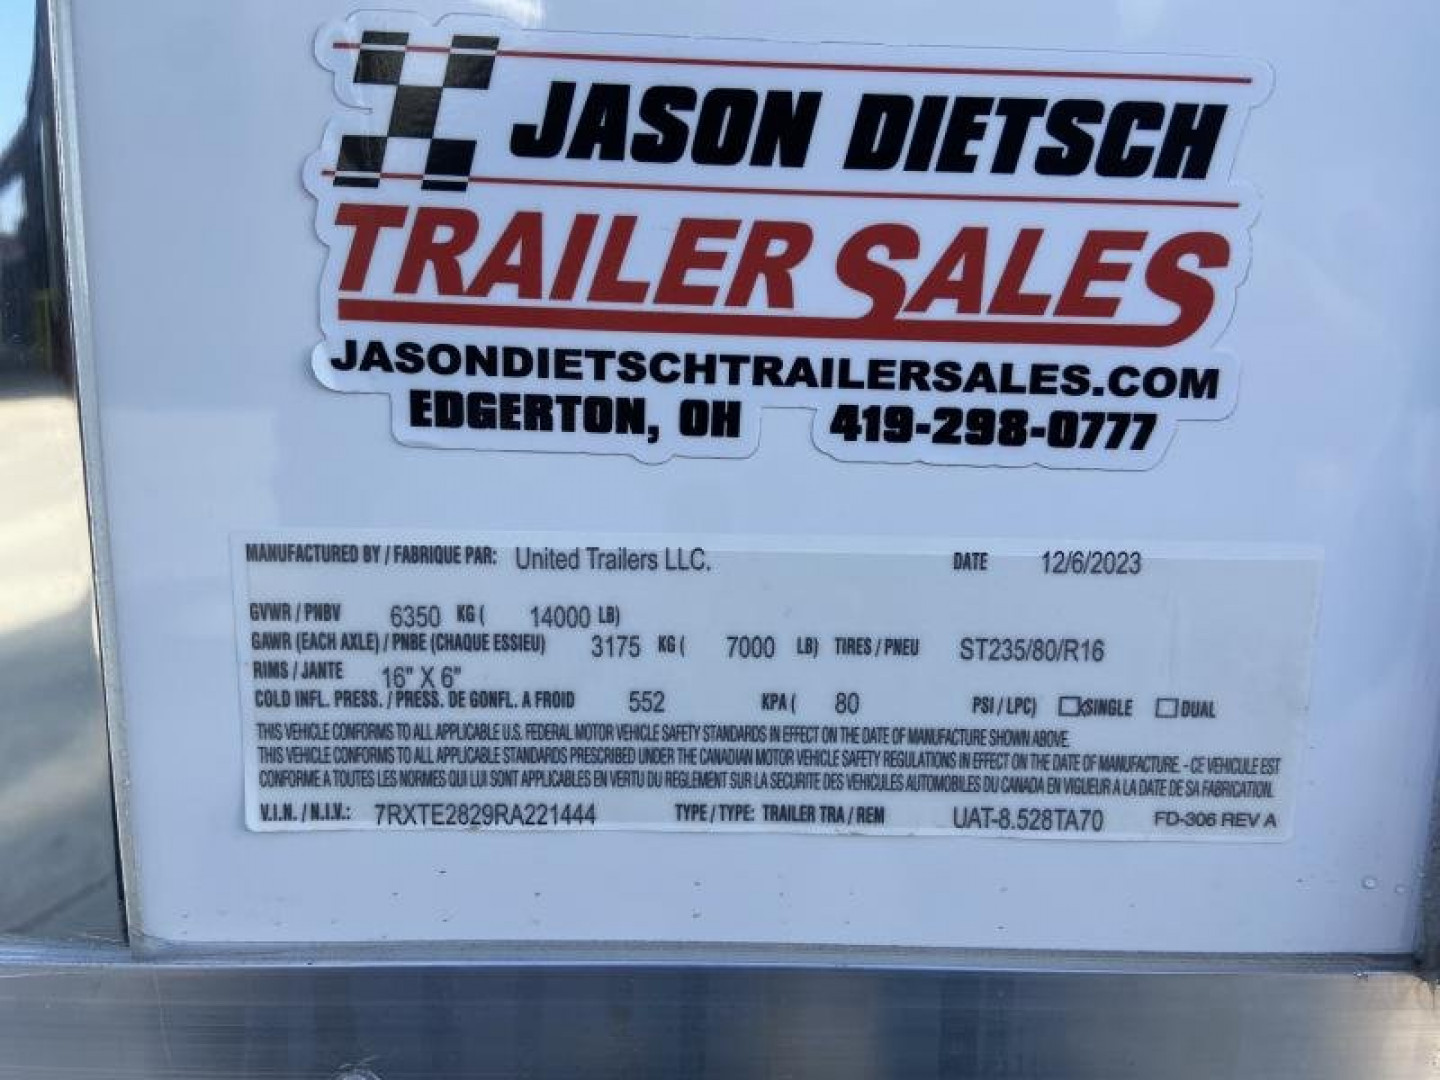 JASON DIETSCH
TRAILER SALES
JASONDIETSCHTRAILERSALES.COM
EDGERTON, OH 419-298-0777
MANUFACTURED BY / FABRIQUE PAR: United Trailers LLC. DATE 12/6/2023
GVWR / PNBV 6350 KG ( 14000 LB)
GAWR (EACH AXLE) / PNBE (CHAQUE ESSIEU) 3175 KG ( 7000 LB) TIRES / PNEU ST235/80/R16
RIMS / JANTE 16" X 6"
COLD INFL. PRESS. / PRESS. DE GONFL. A FROID 552 KPA ( 80 PSI / LPC) SINGLE DUAL
THIS VEHICLE CONFORMS TO ALL APPLICABLE U.S. FEDERAL MOTOR VEHICLE SAFETY STANDARDS IN EFFECT ON THE DATE OF MANUFACTURE SHOWN ABOVE.
THIS VEHICLE CONFORMS TO ALL APPLICABLE STANDARDS PRESCRIBED UNDER THE CANADIAN MOTOR VEHICLE SAFETY REGULATIONS IN EFFECT ON THE DATE OF MANUFACTURE. - CE VEHICULE EST
CONFORME A TOUTES LES NORMES QUI LUI SONT APPLICABLES EN VERTU DU REGLEMENT SUR LA SECURITE DES VEHICULES AUTOMOBILES DU CANADA EN VIGUEUR A LA DATE DE SA FABRICATION.
V.I.N. / N.I.V.: 7RXTE2829RA221444 TYPE / TYPE: TRAILER TRA / REM UAT-8.528TA70 FD-306 REV A